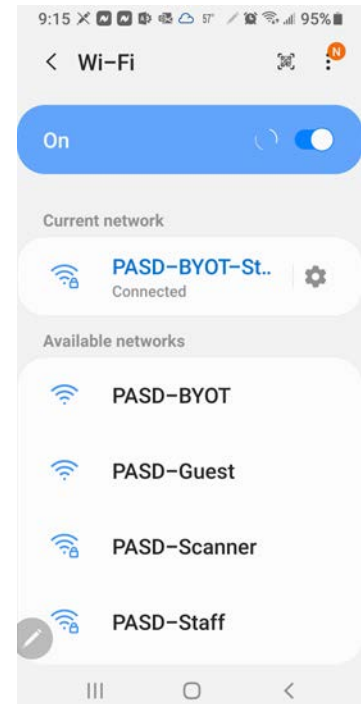 9:15 57° 95%
Wi-Fi N
On
Current network
PASD-BYOT-St..
Connected
Available networks
PASD-BYOT
PASD-Guest
PASD-Scanner
PASD-Staff